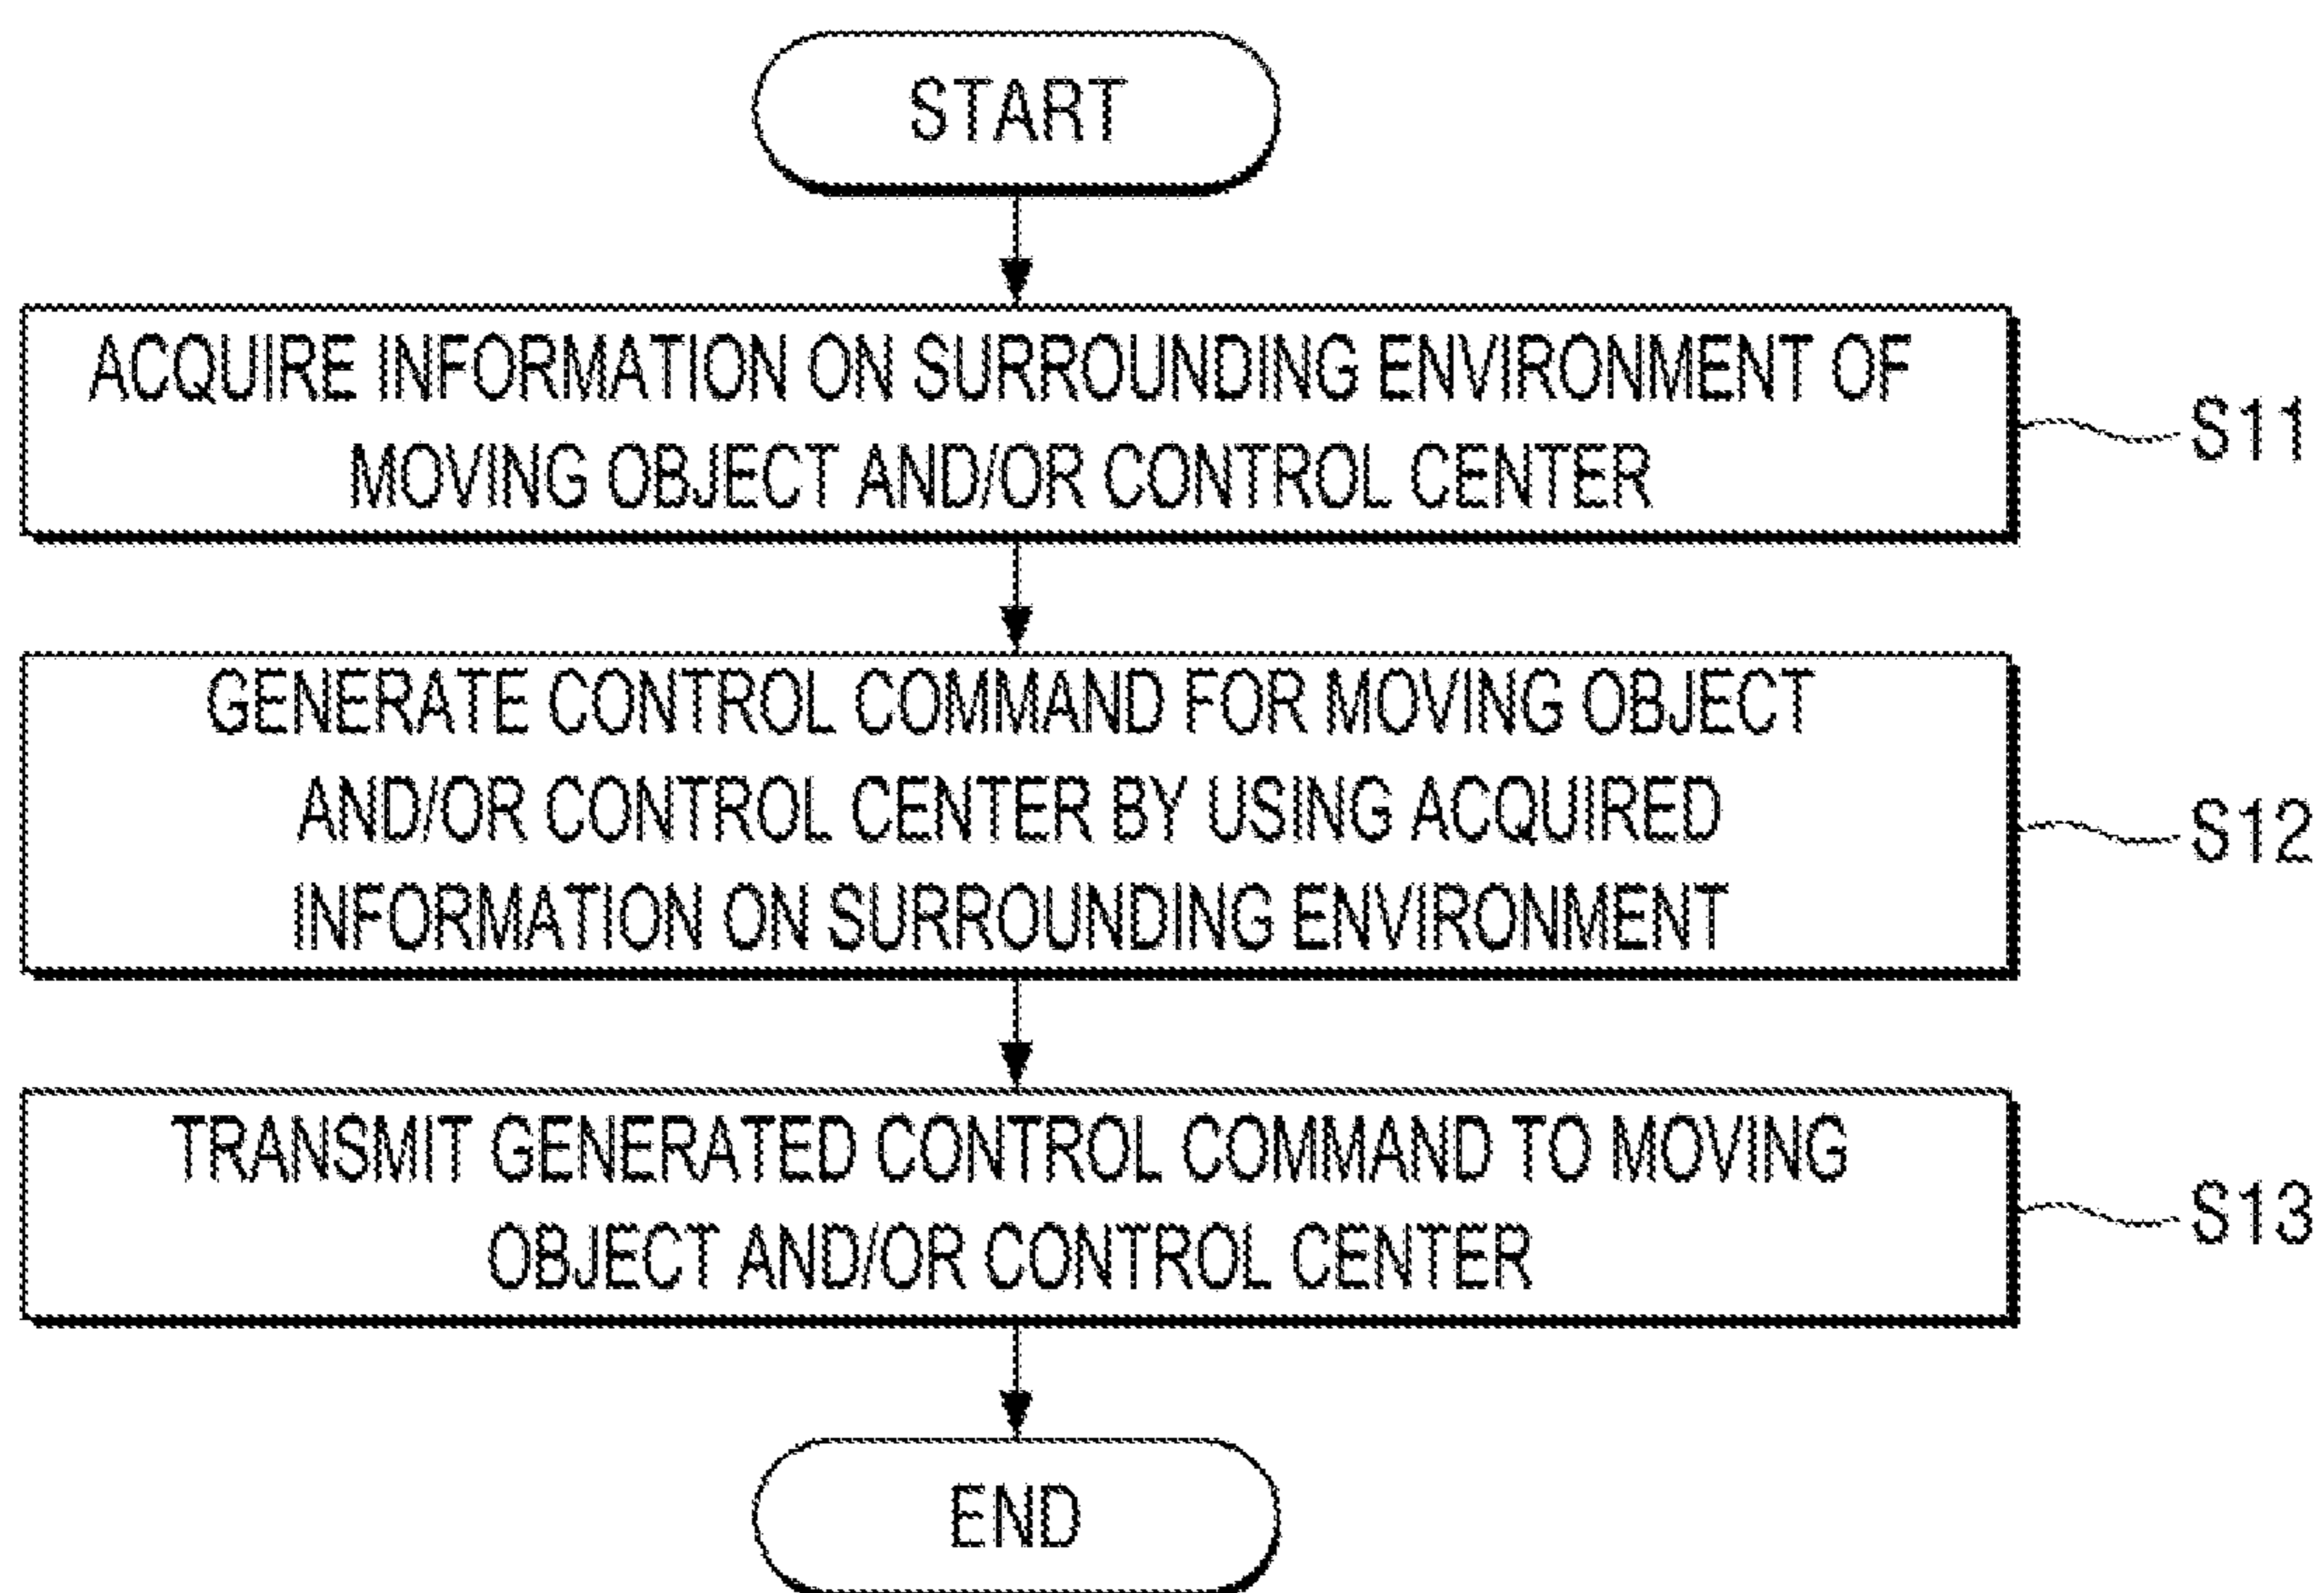 START
ACQUIRE INFORMATION ON SURROUNDING ENVIRONMENT OF
MOVING OBJECT AND/OR CONTROL CENTER
S11
GENERATE CONTROL COMMAND FOR MOVING OBJECT
AND/OR CONTROL CENTER BY USING ACQUIRED
INFORMATION ON SURROUNDING ENVIRONMENT
S12
TRANSMIT GENERATED CONTROL COMMAND TO MOVING
OBJECT AND/OR CONTROL CENTER
S13
END